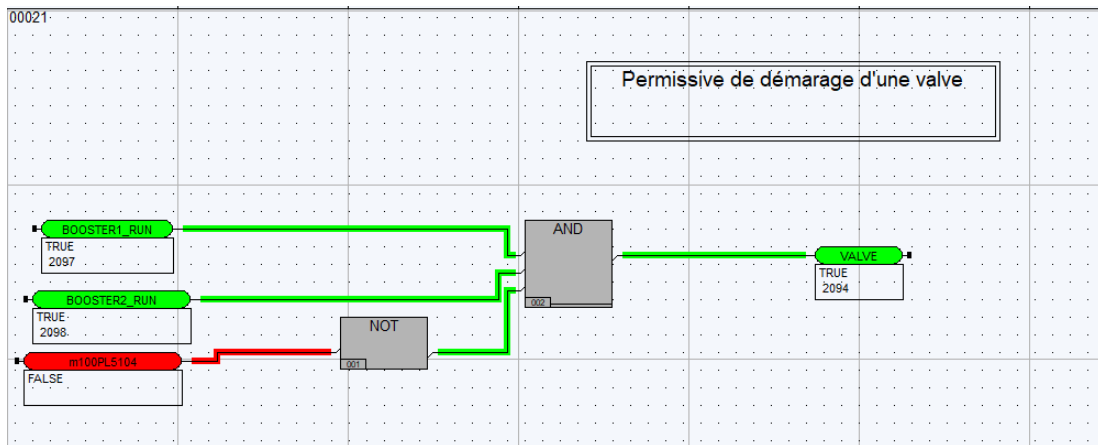 00021
Permissive de démarage d'une valve
BOOSTER1_RUN
TRUE
2097
AND
002
VALVE
TRUE
2094
BOOSTER2_RUN
TRUE
2098
NOT
001
m100PL5104
FALSE